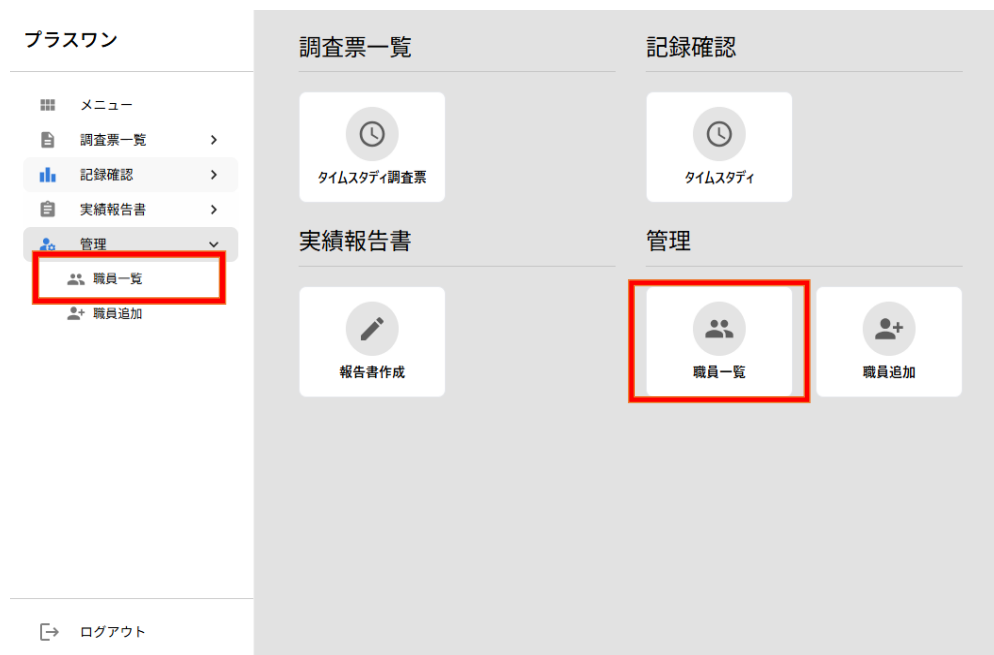 プラスワン
メニュー
調査票一覧
記録確認
実績報告書
管理
職員一覧
職員追加
ログアウト
調査票一覧
タイムスタディ調査票
記録確認
タイムスタディ
実績報告書
報告書作成
管理
職員一覧
職員追加